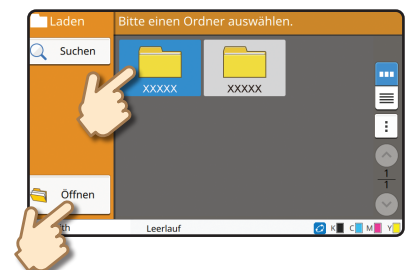 Laden
Bitte einen Ordner auswählen.
Suchen
XXXXX
XXXXX
1
1
Öffnen
Leerlauf
K C M Y